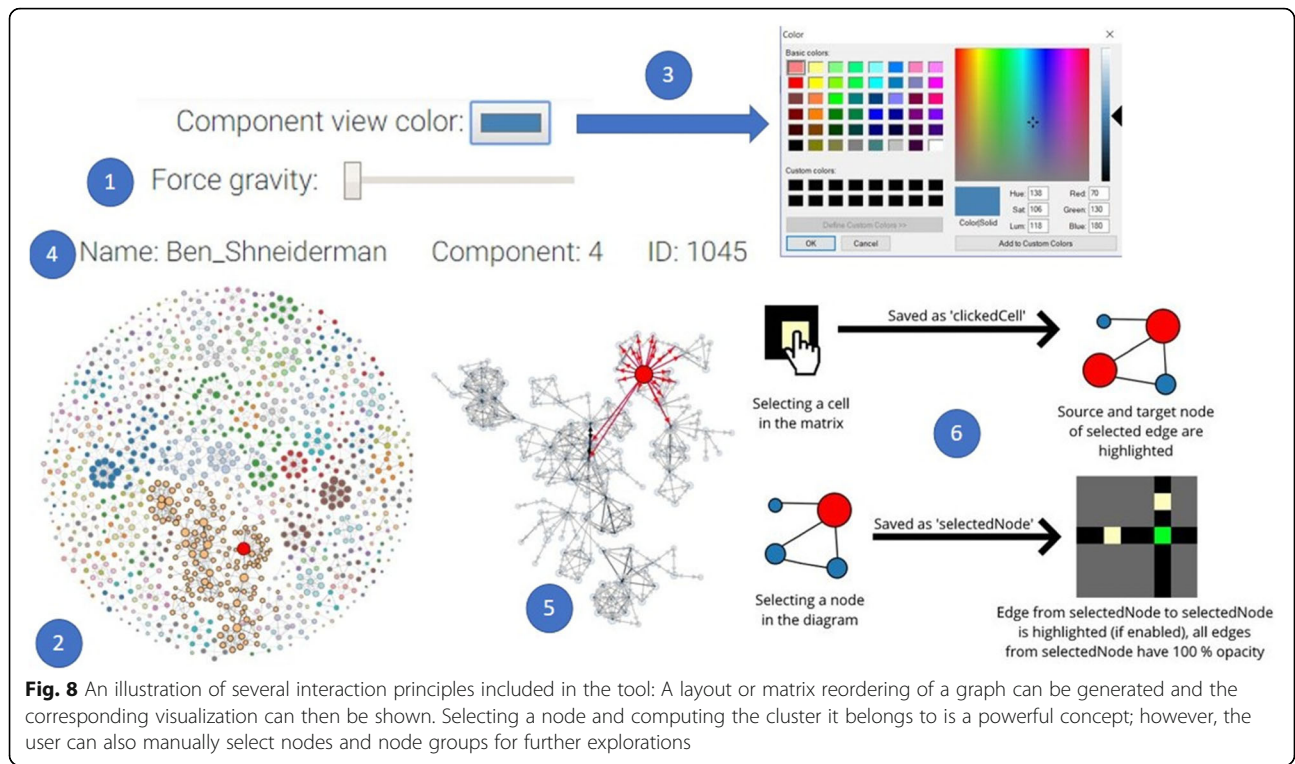 3
Component view color:
1
Force gravity:
4
Name: Ben_Shneiderman Component: 4 ID: 1045
Color
Basic colors:
Custom colors:
Define Custom Colors >>
OK Cancel
Color|Solid
Hue: 138 Red: 70
Sat: 106 Green: 130
Lum: 118 Blue: 180
Add to Custom Colors
2
5
Saved as 'clickedCell'
Selecting a cell
in the matrix
Source and target node
of selected edge are
highlighted
6
Saved as 'selectedNode'
Selecting a node
in the diagram
Edge from selectedNode to selectedNode
is highlighted (if enabled), all edges
from selectedNode have 100 % opacity
Fig. 8 An illustration of several interaction principles included in the tool: A layout or matrix reordering of a graph can be generated and the
corresponding visualization can then be shown. Selecting a node and computing the cluster it belongs to is a powerful concept; however, the
user can also manually select nodes and node groups for further explorations